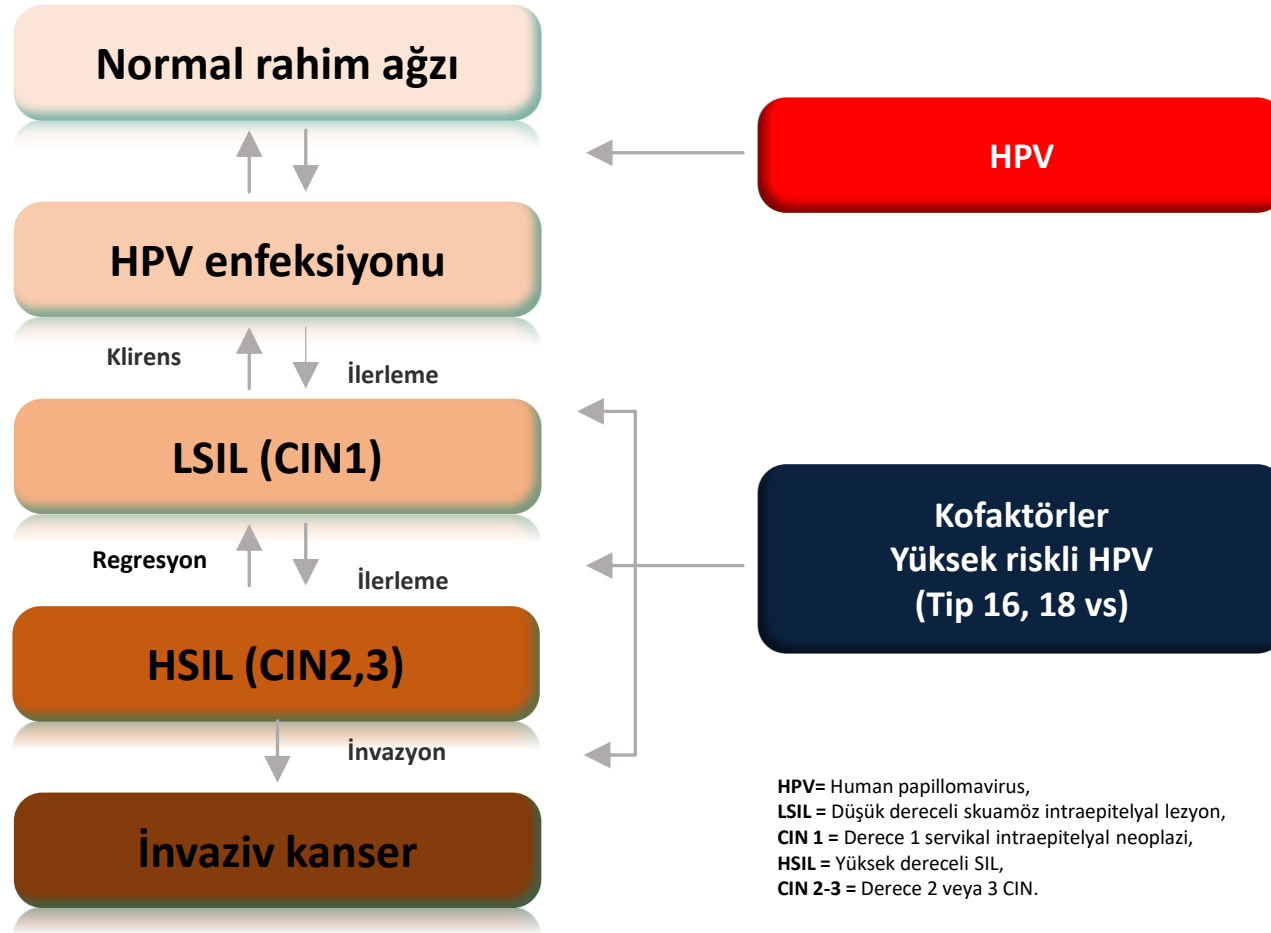 Normal rahim ağzı
HPV
HPV enfeksiyonu
Klirens
İlerleme
LSIL (CIN1)
Kofaktörler
Yüksek riskli HPV
(Tip 16, 18 vs)
Regresyon
İlerleme
HSIL (CIN2,3)
İnvazyon
İnvaziv kanser
HPV= Human papillomavirus,
LSIL = Düşük dereceli skuamöz intraepitelyal lezyon,
CIN 1 = Derece 1 servikal intraepitelyal neoplazi,
HSIL = Yüksek dereceli SIL,
CIN 2-3 = Derece 2 veya 3 CIN.